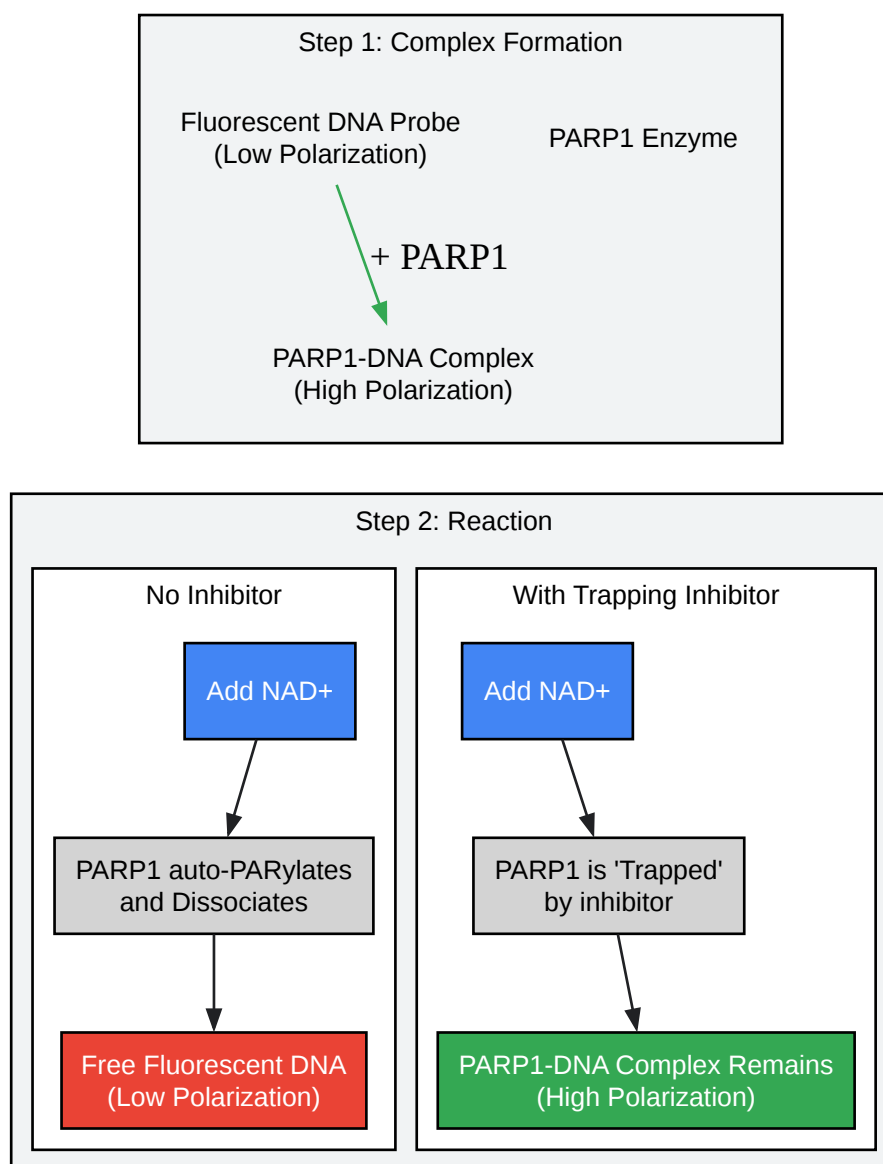 Step 1: Complex Formation
Fluorescent DNA Probe
(Low Polarization)
PARP1 Enzyme
+ PARP1
PARP1-DNA Complex
(High Polarization)
Step 2: Reaction
No Inhibitor
Add NAD+
PARP1 auto-PARylates
and Dissociates
Free Fluorescent DNA
(Low Polarization)
With Trapping Inhibitor
Add NAD+
PARP1 is 'Trapped'
by inhibitor
PARP1-DNA Complex Remains
(High Polarization)